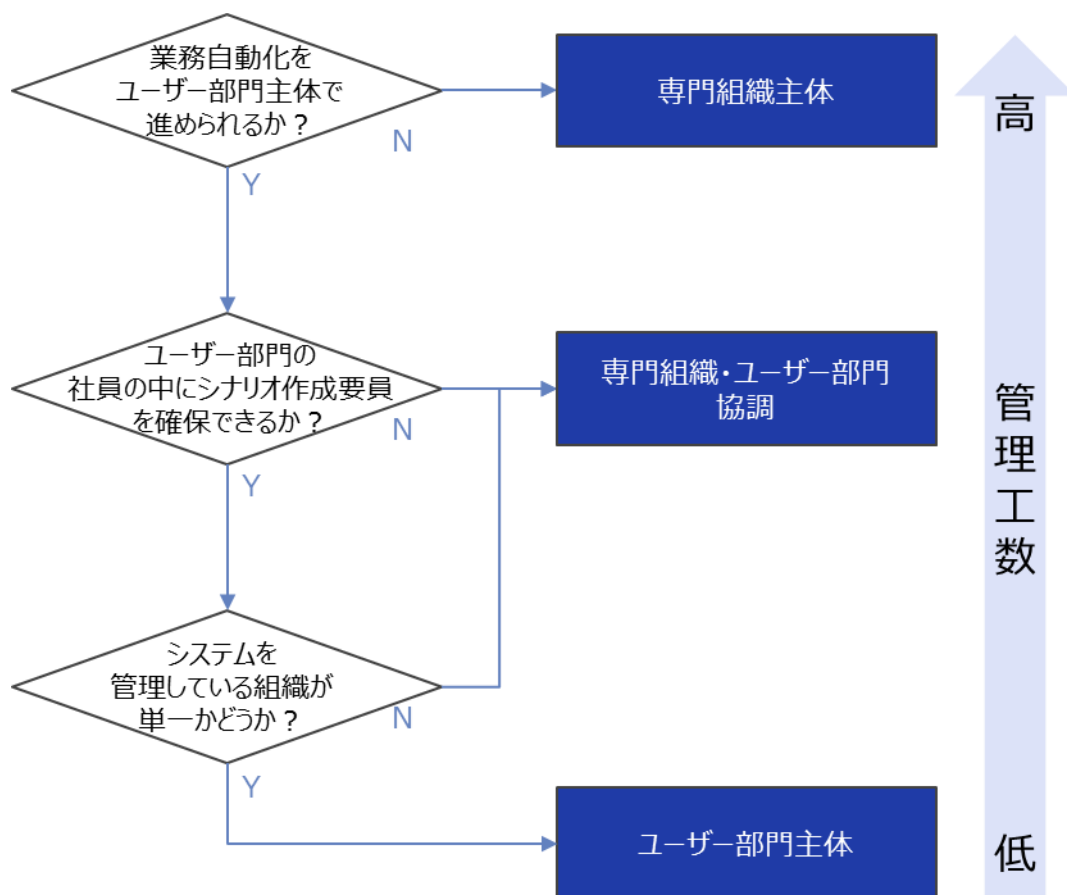 業務自動化を
ユーザー部門主体で
進められるか？
N
Y
専門組織主体
ユーザー部門の
社員の中にシナリオ作成要員
を確保できるか？
N
Y
専門組織・ユーザー部門
協調
システムを
管理している組織が
単一かどうか？
N
Y
ユーザー部門主体
高
管理工数
低